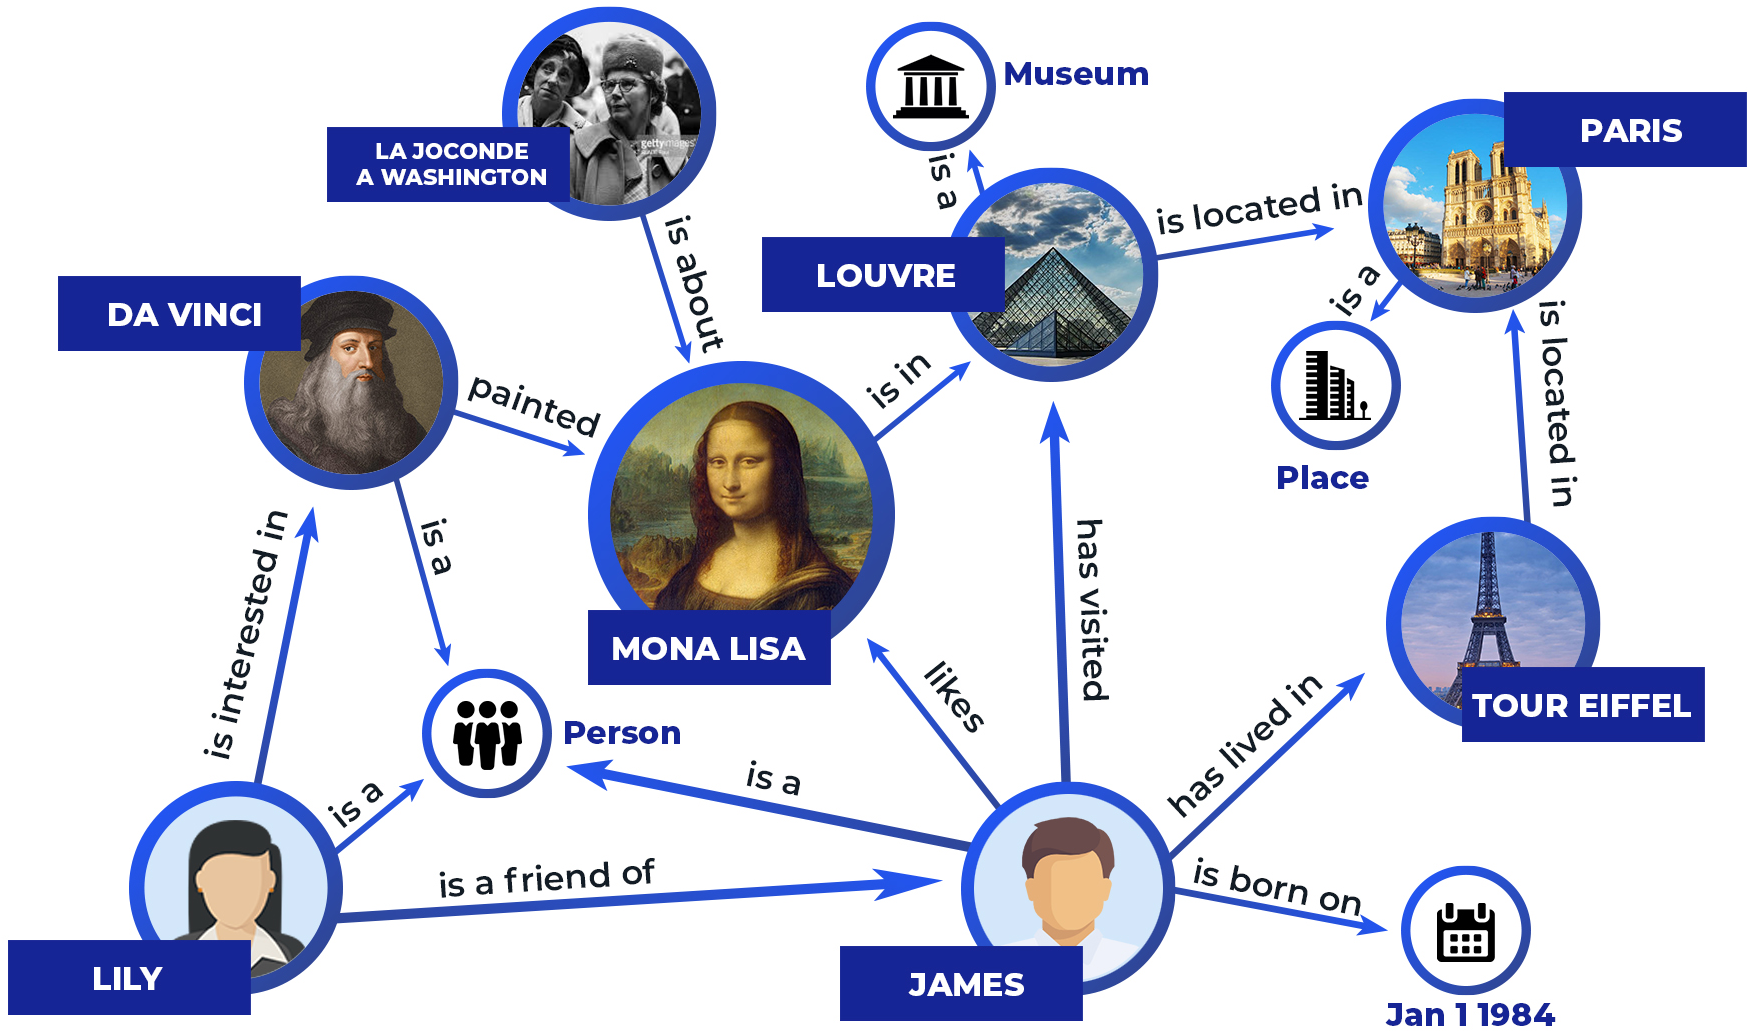 LA JOCONDE
A WASHINGTON
gettyimages
Museum
PARIS
is a
is located in
is about
LOUVRE
is a
DA VINCI
is located in
painted
is in
Place
is a
is interested in
has visited
MONA LISA
likes
TOUR EIFFEL
has lived in
Person
is a
is a
is a friend of
is born on
LILY
JAMES
Jan 1 1984